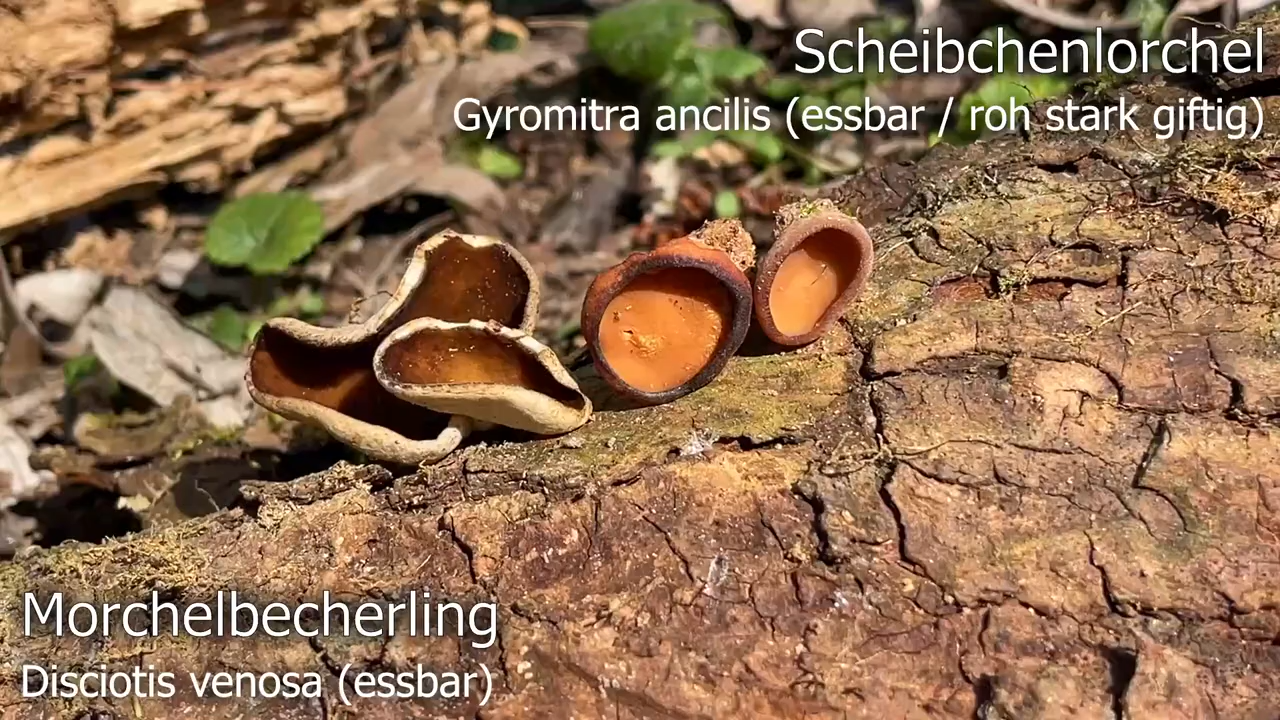 Scheibchenlorchel
Gyromitra ancilis (essbar / roh stark giftig)
Morchelbecherling
Disciotis venosa (essbar)